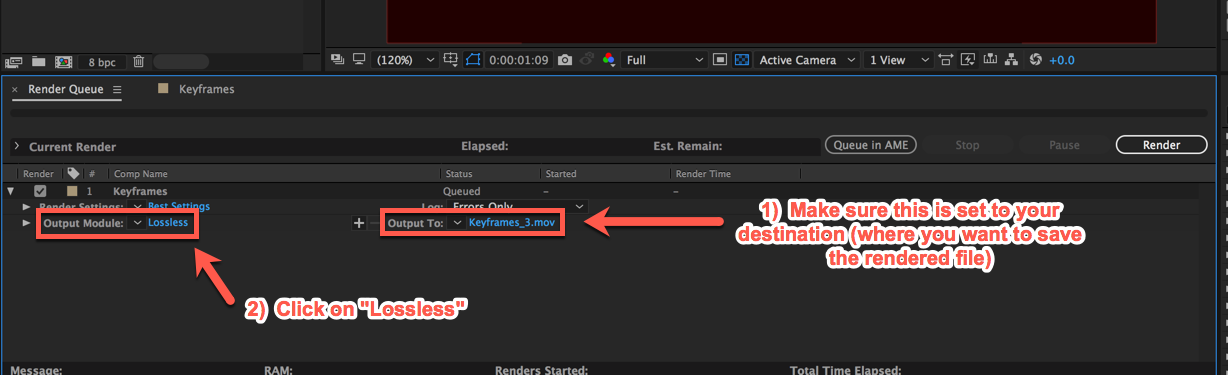 8 bpc
(120%) 0:00:01:09 Full Active Camera 1 View +0.0
× Render Queue Keyframes
Current Render Elapsed: Est. Remain: Queue in AME Stop Pause Render
Render # Comp Name Status Started Render Time
1 Keyframes Queued – –
Render Settings: Best Settings Log: Errors Only
Output Module: Lossless + – Output To: Keyframes_3.mov
1) Make sure this is set to your
destination (where you want to save
the rendered file)
2) Click on "Lossless"
Message: RAM: Renders Started: Total Time Elapsed: